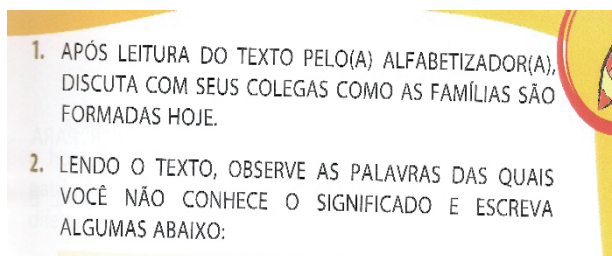 1. APÓS LEITURA DO TEXTO PELO(A) ALFABETIZADOR(A),
DISCUTA COM SEUS COLEGAS COMO AS FAMÍLIAS SÃO
FORMADAS HOJE.
2. LENDO O TEXTO, OBSERVE AS PALAVRAS DAS QUAIS
VOCÊ NÃO CONHECE O SIGNIFICADO E ESCREVA
ALGUMAS ABAIXO: